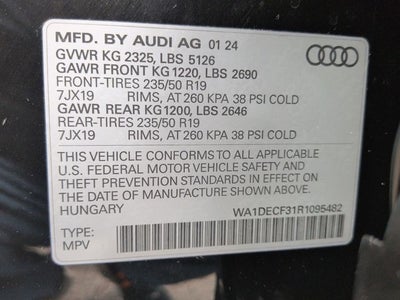 MFD. BY AUDI AG 01 24
GVWR KG 2325, LBS 5126
GAWR FRONT KG 1220, LBS 2690
FRONT-TIRES 235/50 R19
7JX19 RIMS, AT 260 KPA 38 PSI COLD
GAWR REAR KG1200, LBS 2646
REAR-TIRES 235/50 R19
7JX19 RIMS, AT 260 KPA 38 PSI COLD
THIS VEHICLE CONFORMS TO ALL APPLICABLE
U.S. FEDERAL MOTOR VEHICLE SAFETY AND
THEFT PREVENTION STANDARDS IN EFFECT ON
THE DATE OF MANUFACTURE SHOWN ABOVE.
HUNGARY WA1DECF31R1095482
TYPE:
MPV